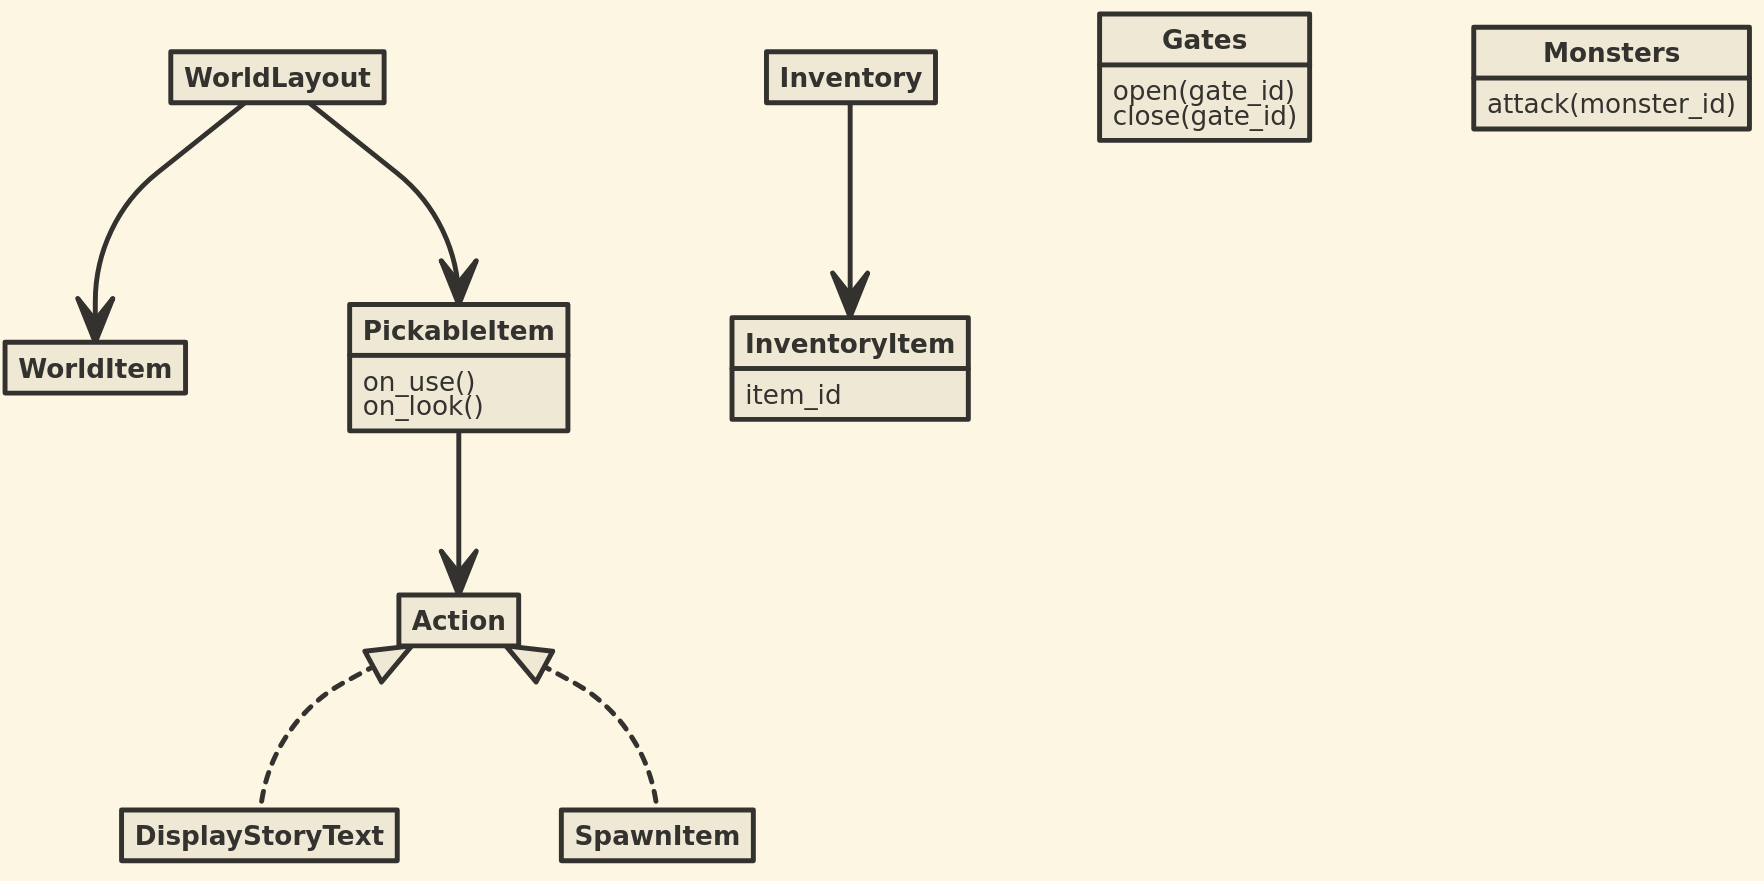 WorldLayout
Inventory
Gates
open(gate_id)
close(gate_id)
Monsters
attack(monster_id)
WorldItem
PickableItem
on_use()
on_look()
InventoryItem
item_id
Action
DisplayStoryText
SpawnItem